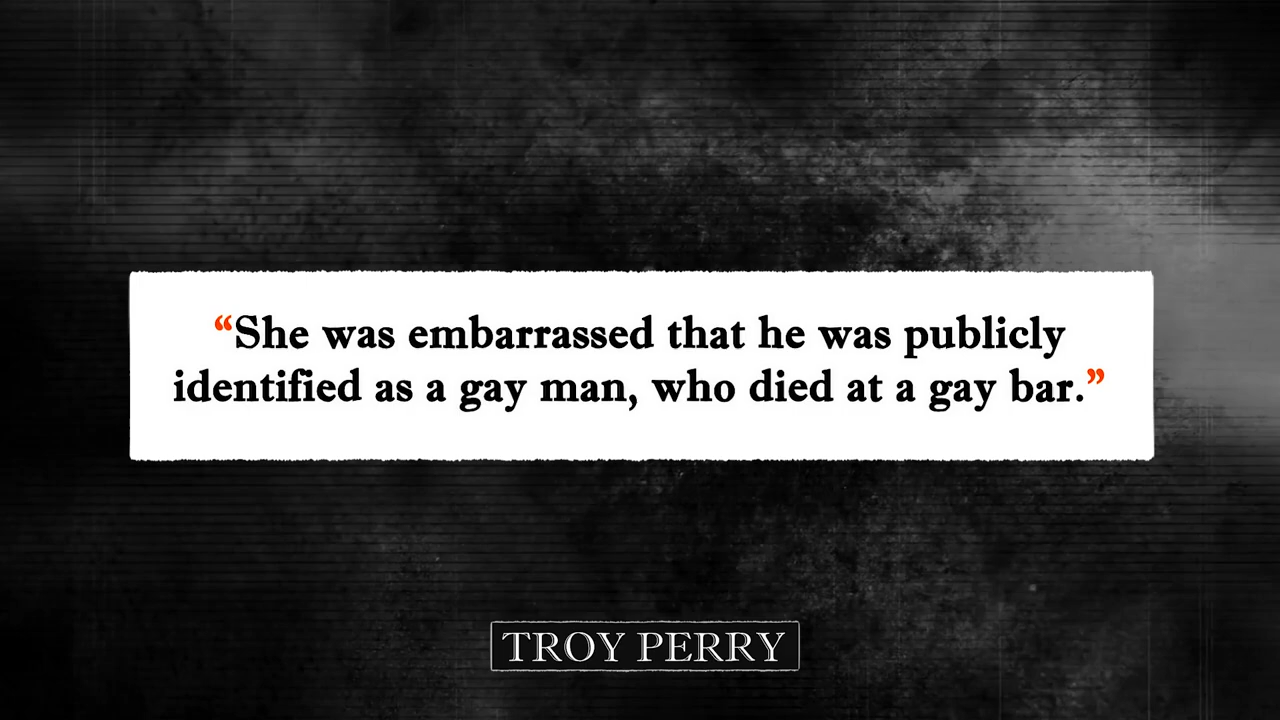 “She was embarrassed that he was publicly
identified as a gay man, who died at a gay bar.”
TROY PERRY